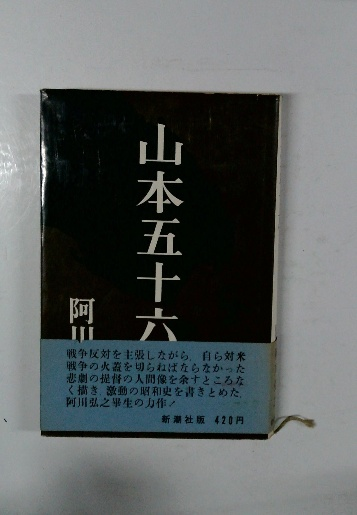 山本五十六
阿川
戦争反対を主張しながら、自ら対米
戦争の火蓋を切らねばならなかった
悲劇の提督の人間像を余すところな
く描き、激動の昭和史を書きとめた、
阿川弘之畢生の力作！
新潮社版 420円